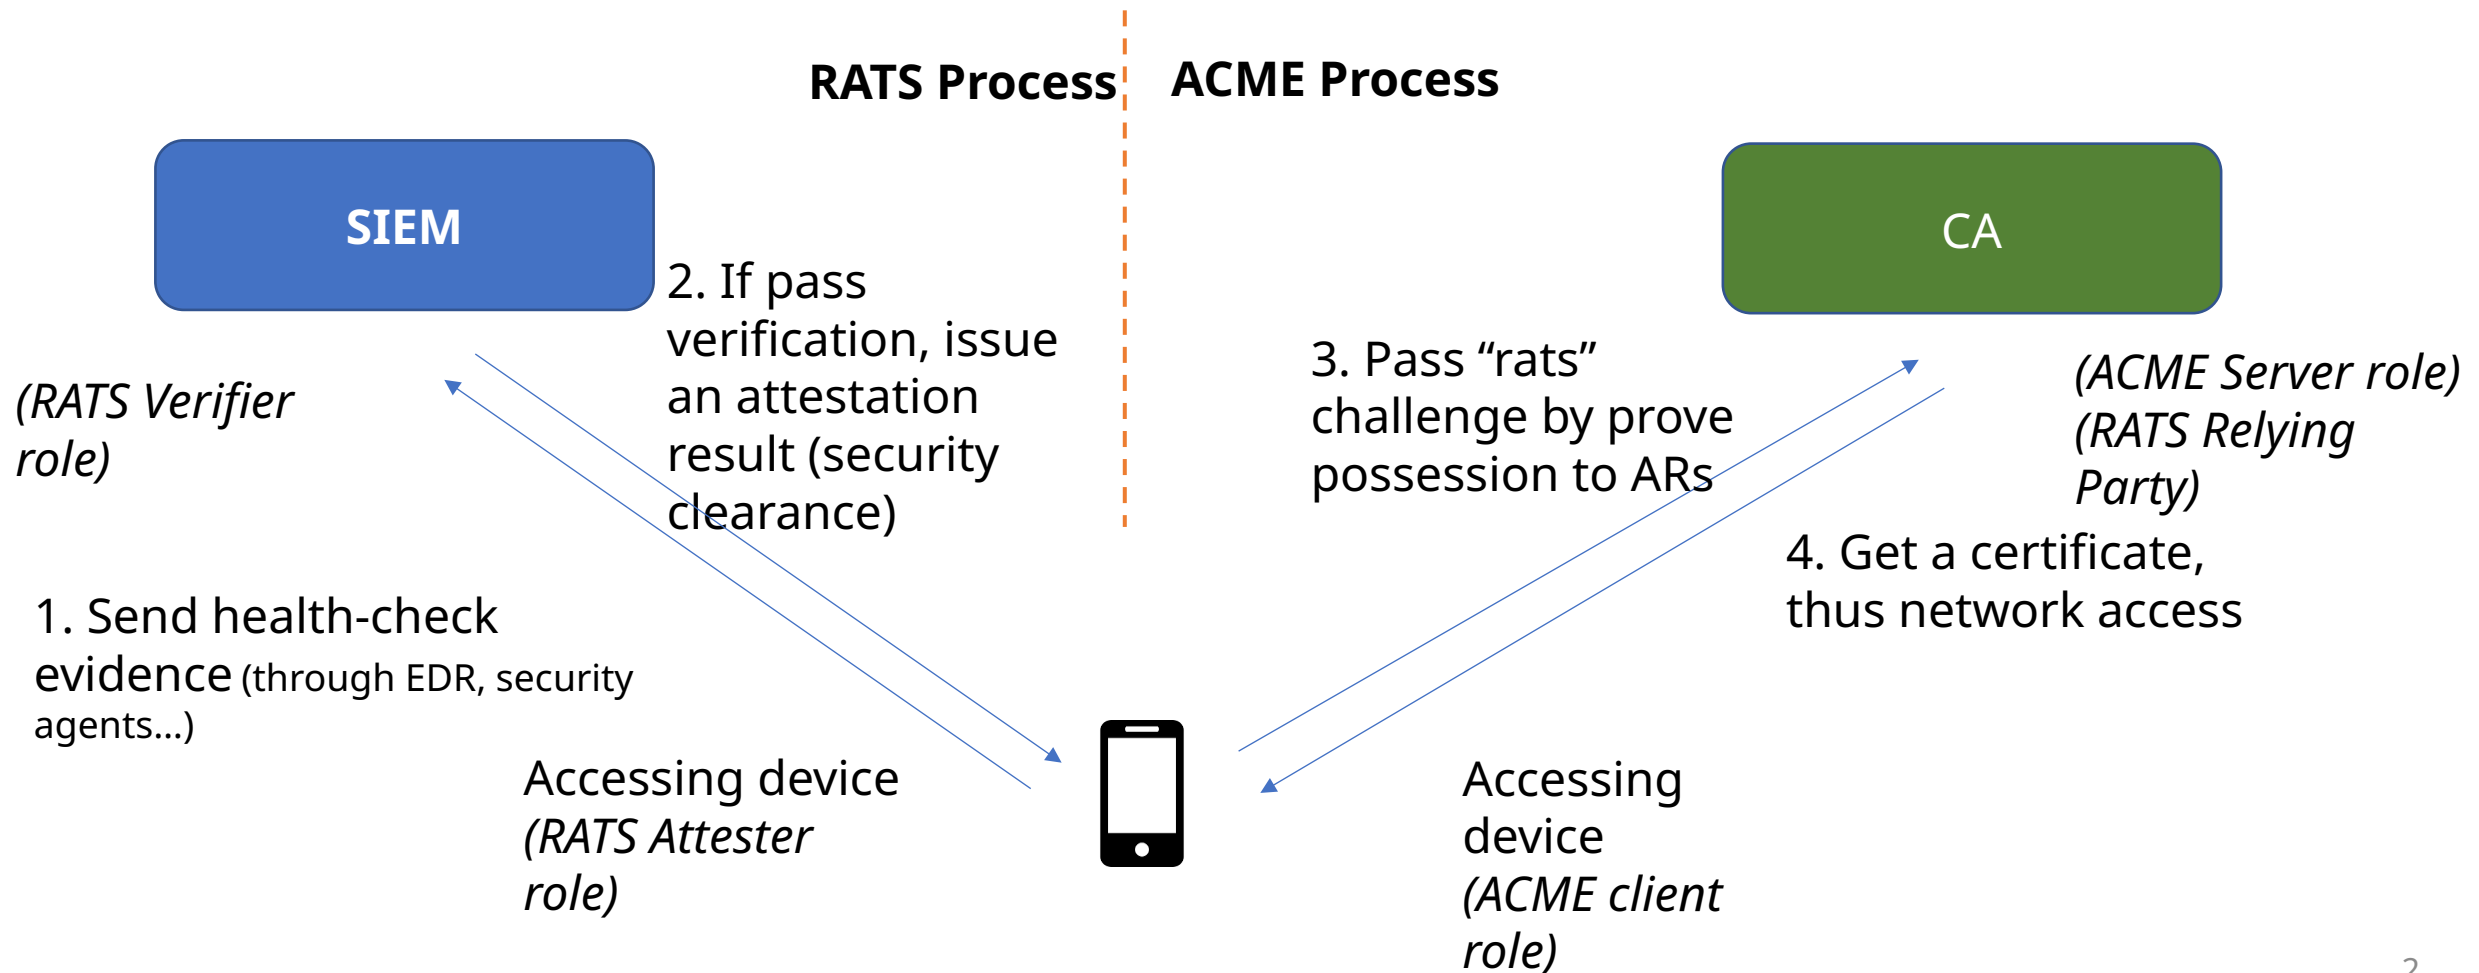 RATS Process
ACME Process
SIEM
CA
2. If pass
verification, issue
an attestation
result (security
clearance)
(RATS Verifier
role)
3. Pass “rats”
challenge by prove
possession to ARs
(ACME Server role)
(RATS Relying
Party)
4. Get a certificate,
thus network access
1. Send health-check
evidence (through EDR, security
agents…)
Accessing device
(RATS Attester
role)
Accessing
device
(ACME client
role)
2